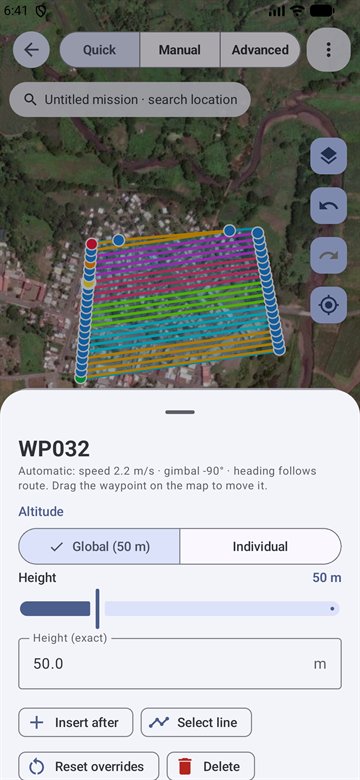 6:41
Quick
Manual
Advanced
Untitled mission · search location
WP032
Automatic: speed 2.2 m/s · gimbal -90° · heading follows
route. Drag the waypoint on the map to move it.
Altitude
Global (50 m)
Individual
Height
50 m
Height (exact)
50.0
m
Insert after
Select line
Reset overrides
Delete